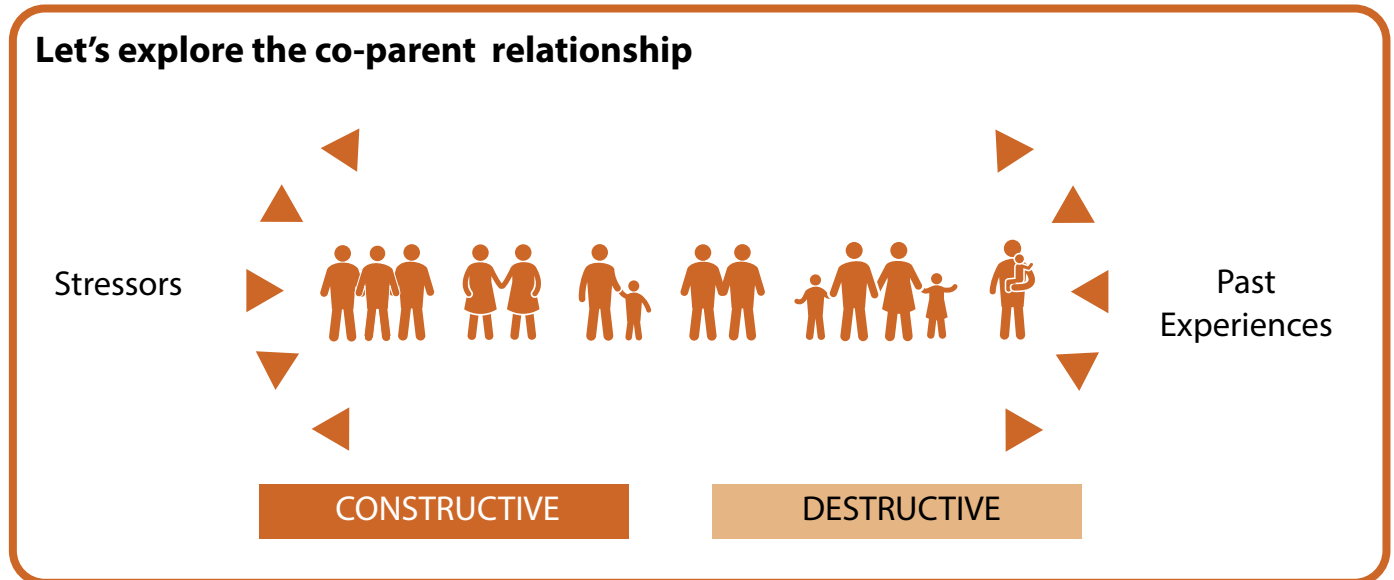 Let’s explore the co-parent  relationship
Stressors
Past
Experiences
CONSTRUCTIVE
DESTRUCTIVE